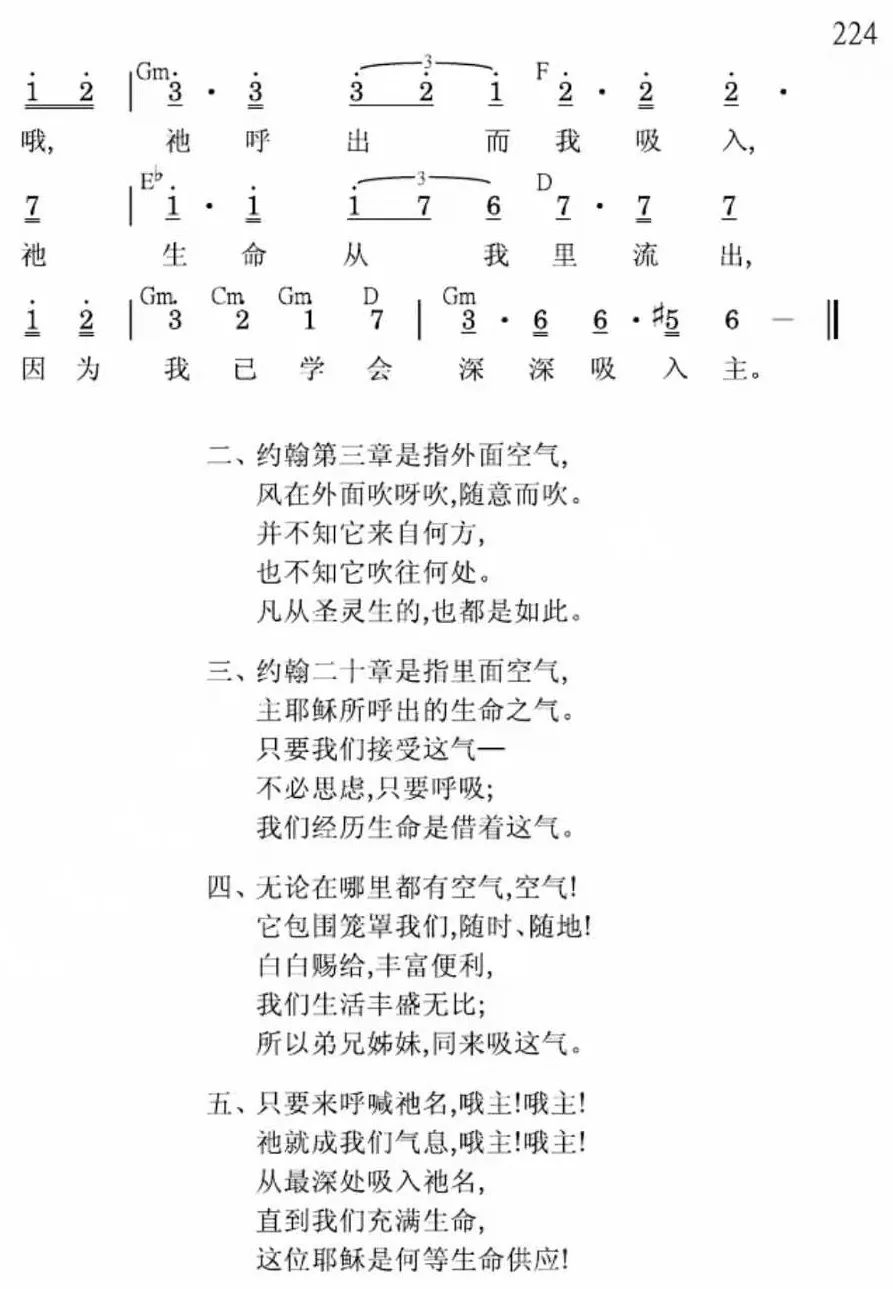 224
Gm 3 F
1 2 | 3 · 3 3 2 1 2 · 2 2 ·
哦, 祂 呼 出 而 我 吸 入,
E♭ 3 D
7 | 1 · 1 1 7 6 7 · 7 7
祂 生 命 从 我 里 流 出,
Gm Cm Gm D Gm
1 2 | 3 2 1 7 | 3 · 6 6 · #5 6 — ‖
因 为 我 已 学 会 深 深 吸 入 主。
二、约翰第三章是指外面空气,
风在外面吹呀吹,随意而吹。
并不知它来自何方,
也不知它吹往何处。
凡从圣灵生的,也都是如此。
三、约翰二十章是指里面空气,
主耶稣所呼出的生命之气。
只要我们接受这气—
不必思虑,只要呼吸;
我们经历生命是借着这气。
四、无论在哪里都有空气,空气!
它包围笼罩我们,随时、随地!
白白赐给,丰富便利,
我们生活丰盛无比;
所以弟兄姊妹,同来吸这气。
五、只要来呼喊祂名,哦主!哦主!
祂就成我们气息,哦主!哦主!
从最深处吸入祂名,
直到我们充满生命,
这位耶稣是何等生命供应!